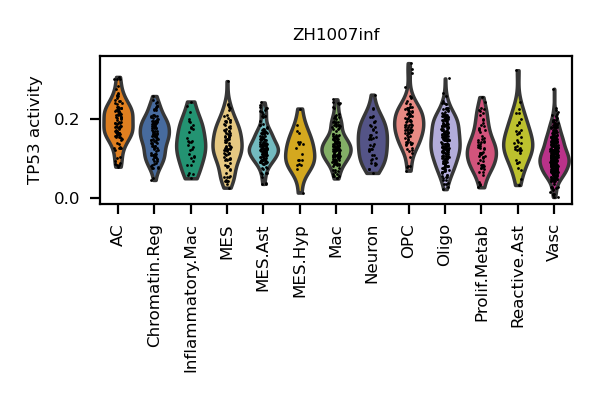 ZH1007inf
TP53 activity
0.2
0.0
AC
Chromatin.Reg
Inflammatory.Mac
MES
MES.Ast
MES.Hyp
Mac
Neuron
OPC
Oligo
Prolif.Metab
Reactive.Ast
Vasc